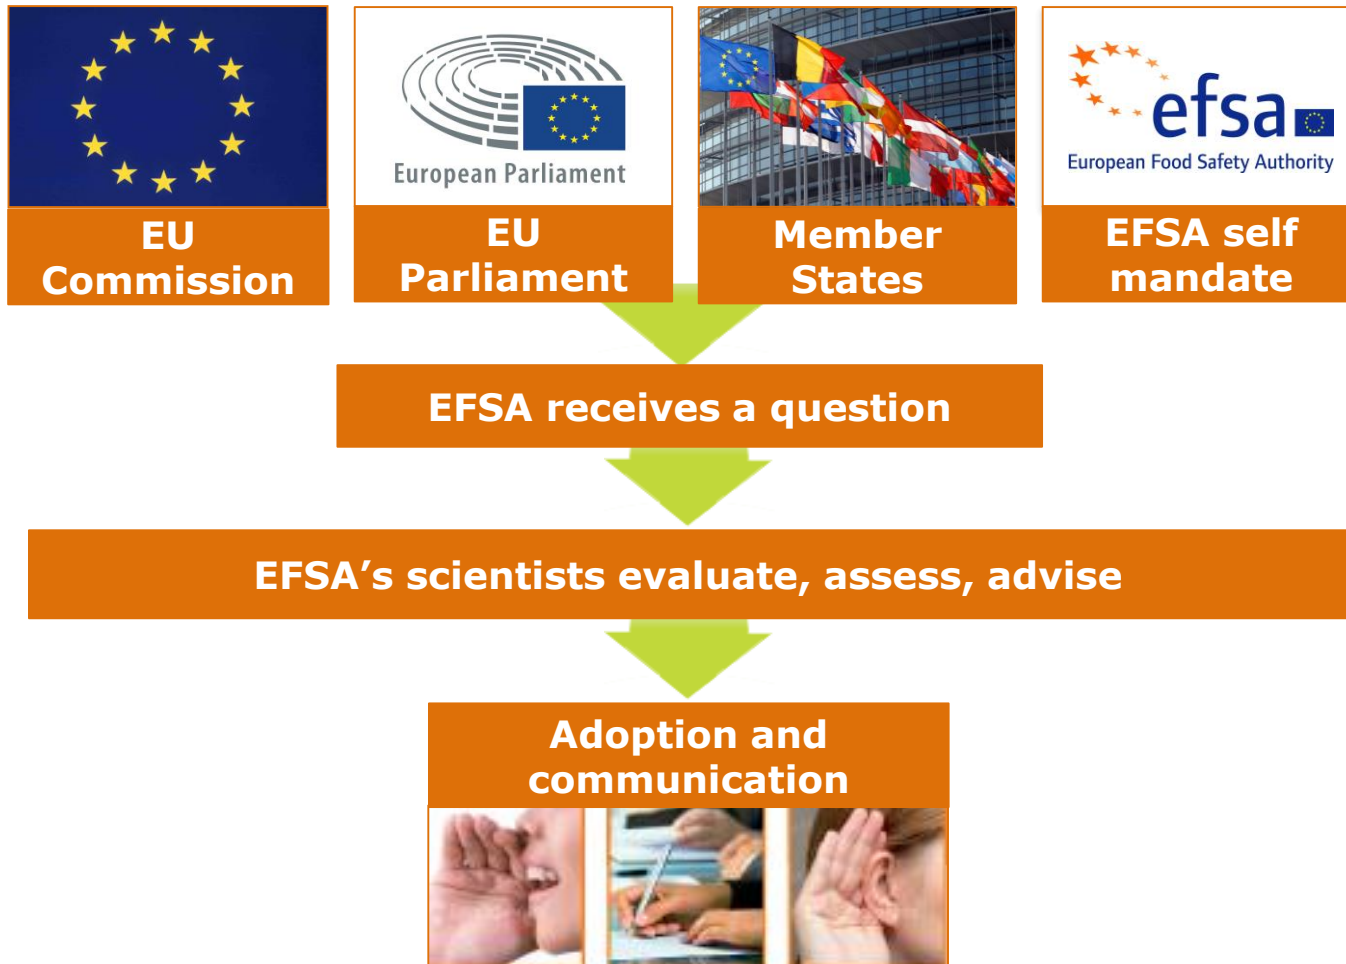 European Parliament
efsa
European Food Safety Authority
EU
Commission
EU
Parliament
Member
States
EFSA self
mandate
EFSA receives a question
EFSA’s scientists evaluate, assess, advise
Adoption and
communication